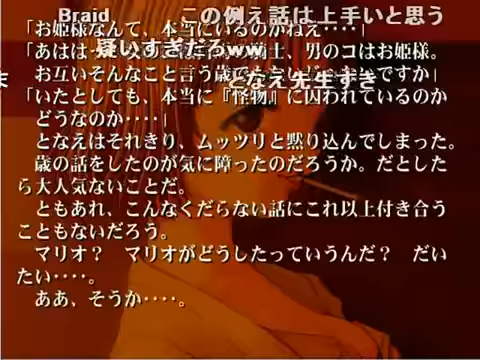 Braid
この例え話は上手いと思う
「お姫様なんて、本当にいるのかねえ‥‥」
疑いすぎだろww
「あはは
士、男のコはお姫様。
お互いそんなこと言う歳で
ですか」
となえ先生すき
ま
「いたとしても、本当に『怪物』に囚われているのか
どうなのか‥‥」
となえはそれきり、ムッツリと黙り込んでしまった。
歳の話をしたのが気に障ったのだろうか。だとした
ら大人気ないことだ。
ともあれ、こんなくだらない話にこれ以上付き合う
こともないだろう。
マリオ？　マリオがどうしたっていうんだ？　だい
たい‥‥。
ああ、そうか‥‥。